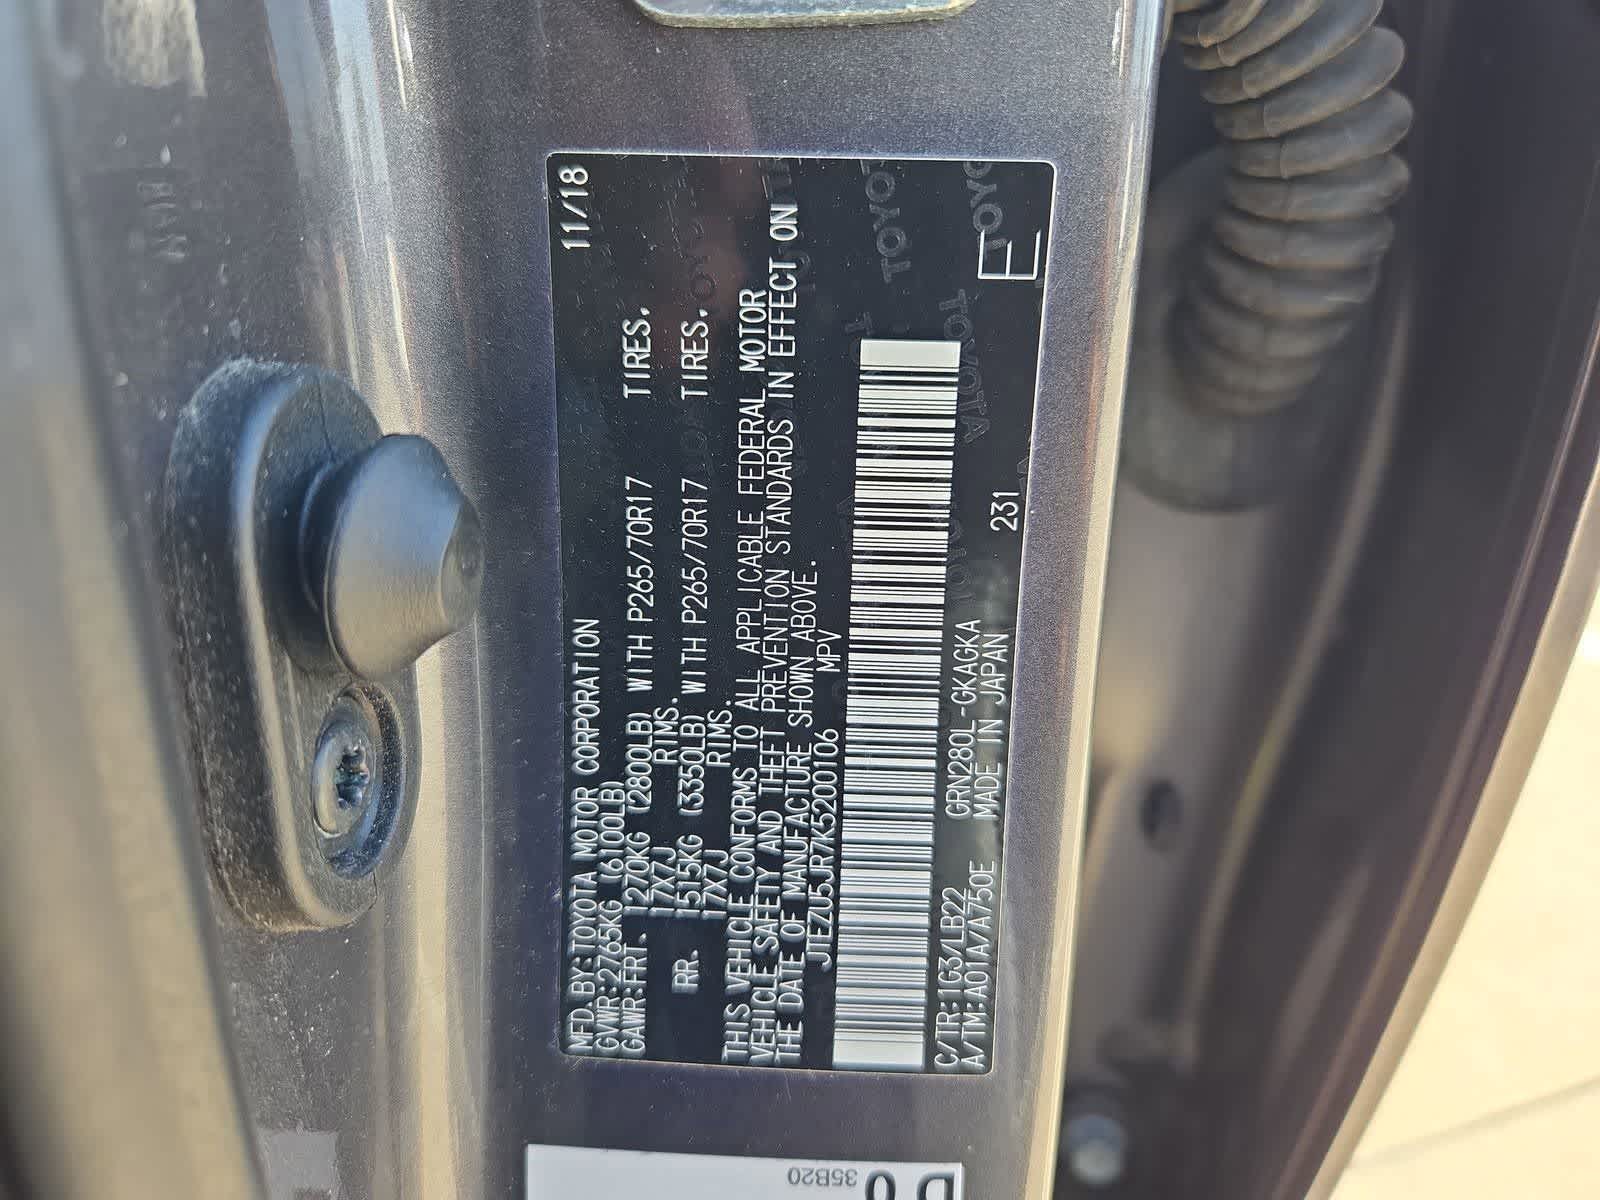 MFD.BY:TOYOTA MOTOR CORPORATION 11/18
GVWR:2765KG (6100LB)
GAWR:FRT. 1270KG (2800LB) WITH P265/70R17 TIRES,
17X7J RIMS.
RR. 1515KG (3350LB) WITH P265/70R17 TIRES,
17X7J RIMS.
THIS VEHICLE CONFORMS TO ALL APPLICABLE FEDERAL MOTOR
VEHICLE SAFETY AND THEFT PREVENTION STANDARDS IN EFFECT ON
THE DATE OF MANUFACTURE SHOWN ABOVE.
JTEZU5JR7K5200106 MPV
C/TR:1G3/LB22 GRN280L-GKAGKA
A/TM:A01A/A750E MADE IN JAPAN 231
E
TOYOTA
35B20